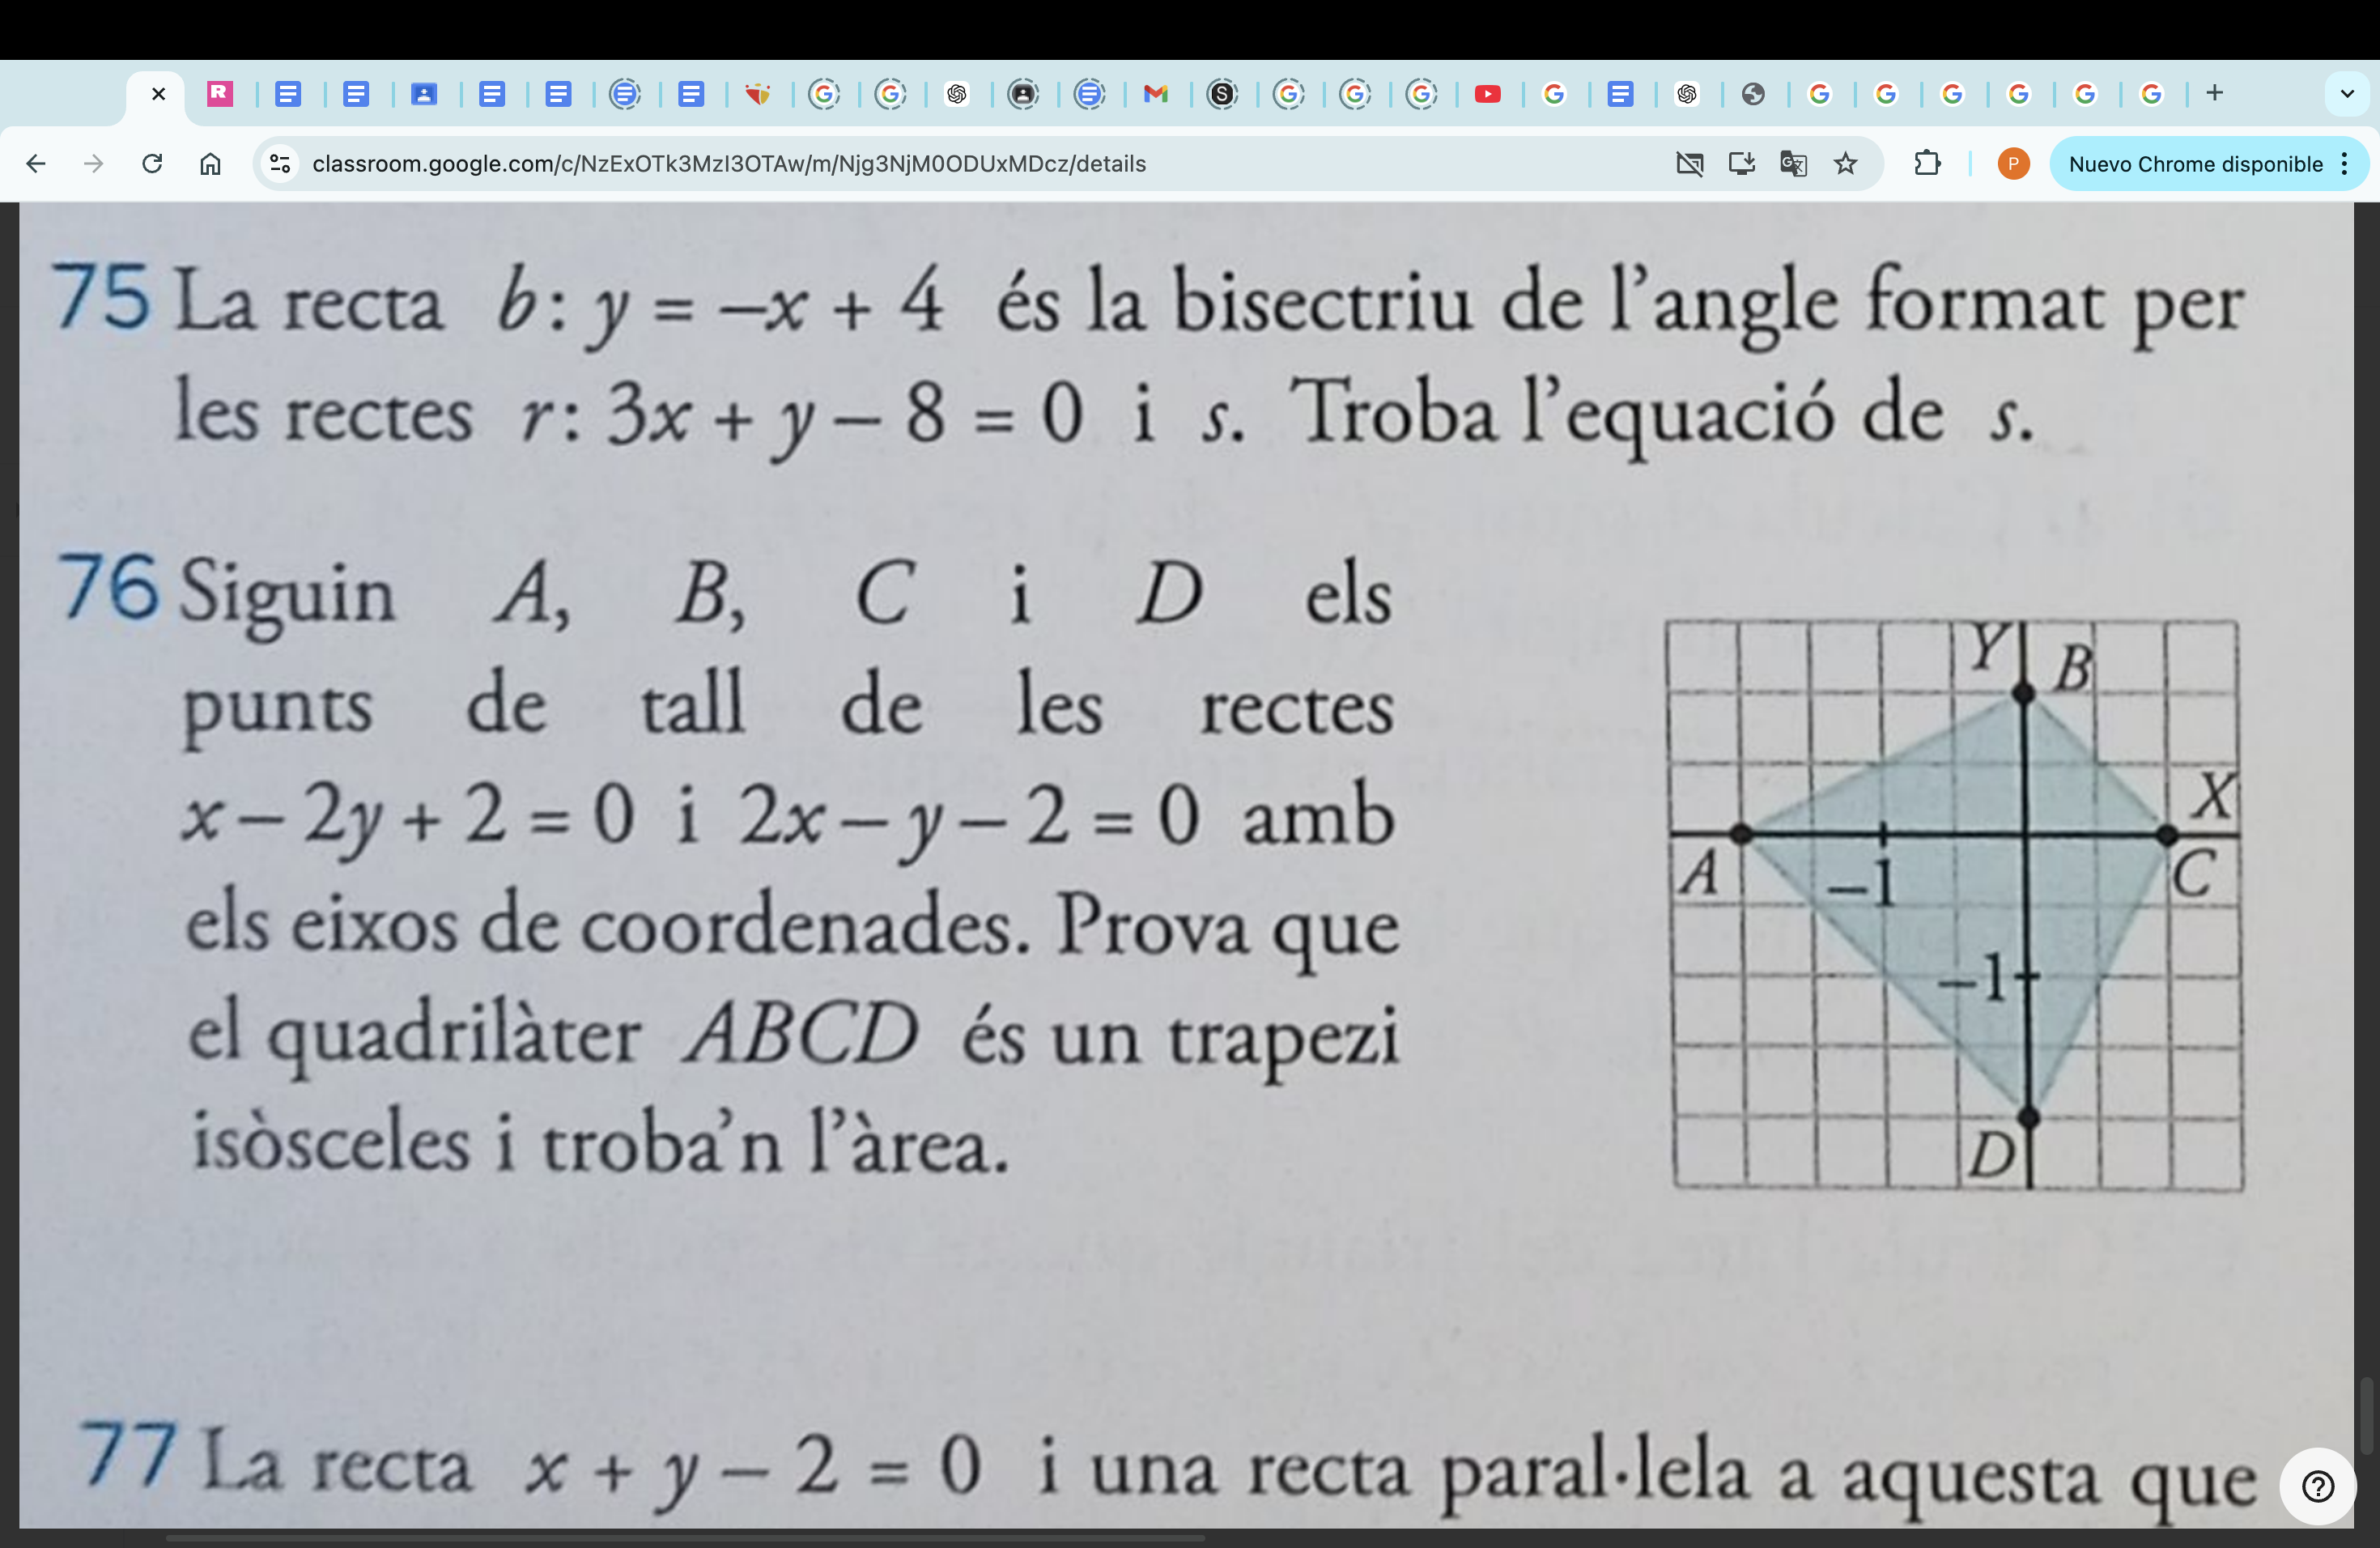 classroom.google.com/c/NzExOTk3MzI3OTAw/m/Njg3NjM0ODUxMDcz/details
P
Nuevo Chrome disponible
75 La recta b: y = –x + 4 és la bisectriu de l’angle format per
les rectes r: 3x + y – 8 = 0 i s. Troba l’equació de s.
76 Siguin A, B, C i D els
punts de tall de les rectes
x – 2y + 2 = 0 i 2x – y – 2 = 0 amb
els eixos de coordenades. Prova que
el quadrilàter ABCD és un trapezi
isòsceles i troba’n l’àrea.
Y B
X
A –1 C
–1
D
77 La recta x + y – 2 = 0 i una recta paral·lela a aquesta que